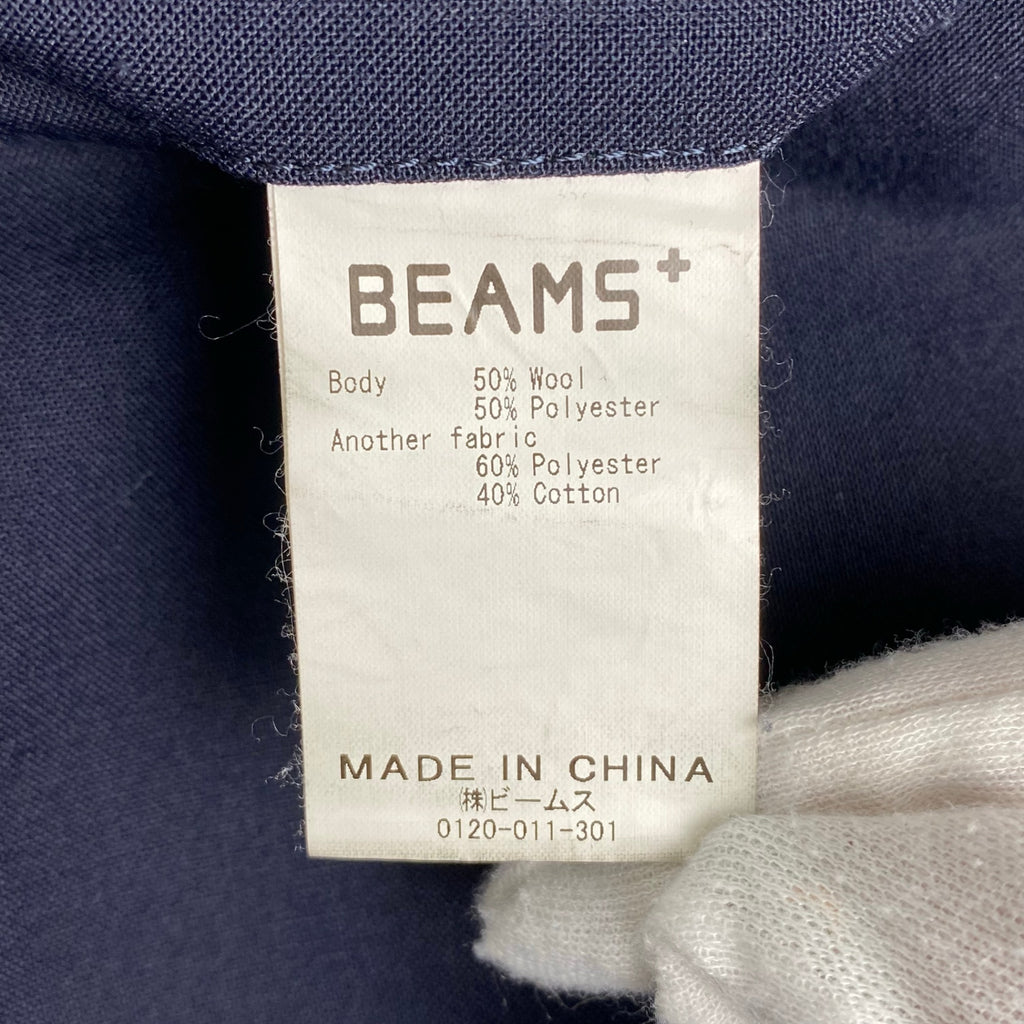 BEAMS+
Body 50% Wool
50% Polyester
Another fabric
60% Polyester
40% Cotton
MADE IN CHINA
㈱ビームス
0120-011-301